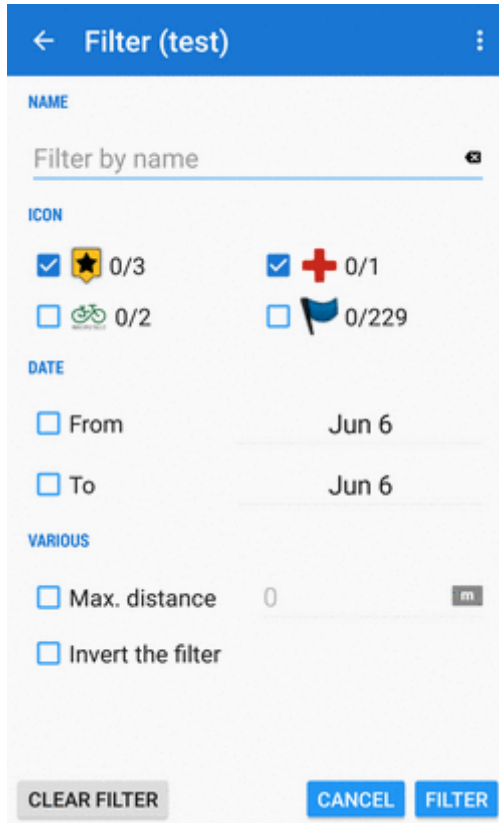 Filter (test)
NAME
Filter by name
ICON
0/3 0/1
0/2 0/229
DATE
From Jun 6
To Jun 6
VARIOUS
Max. distance 0 m
Invert the filter
CLEAR FILTER CANCEL FILTER